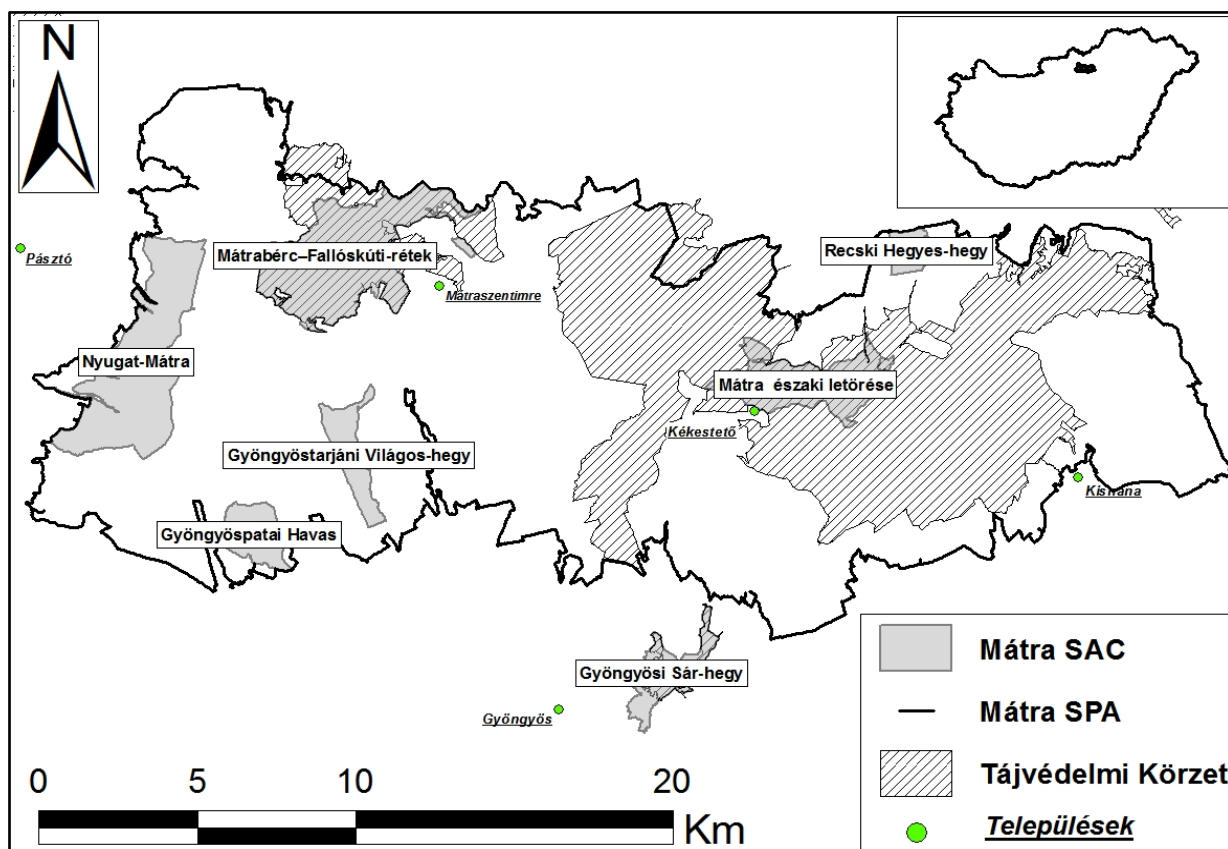 N
Pásztó
Mátrabérc–Fallóskúti-rétek
Recski Hegyes-hegy
Mátraszentimre
Nyugat-Mátra
Mátra északi letörése
Kékestető
Gyöngyöstarjáni Világos-hegy
Kisnána
Gyöngyöspatai Havas
Gyöngyösi Sár-hegy
Gyöngyös
Mátra SAC
Mátra SPA
Tájvédelmi Körzet
Települések
0 5 10 20
Km